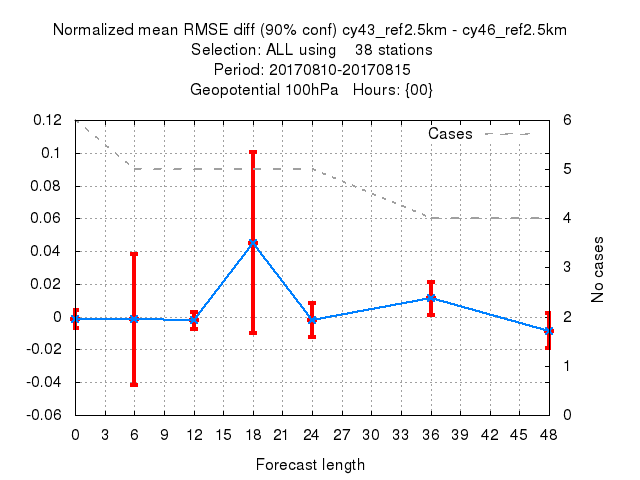 Normalized mean RMSE diff (90% conf) cy43_ref2.5km - cy46_ref2.5km
Selection: ALL using    38 stations
Period: 20170810-20170815
Geopotential 100hPa   Hours: {00}
Cases
0.12
0.1
0.08
0.06
0.04
0.02
0
-0.02
-0.04
-0.06
6
5
4
3
2
1
0
No cases
0 3 6 9 12 15 18 21 24 27 30 33 36 39 42 45 48
Forecast length